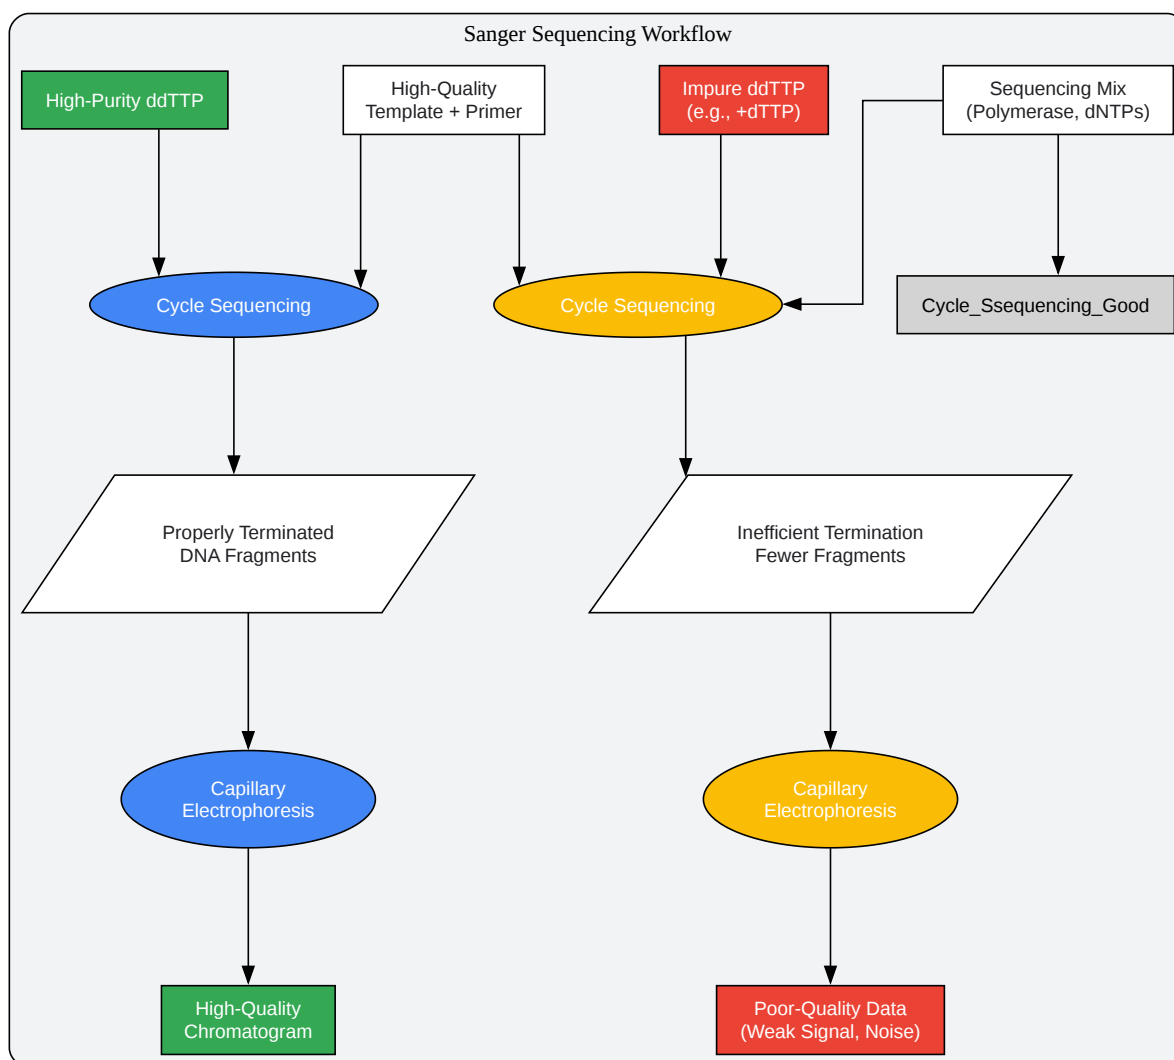 Sanger Sequencing Workflow
High-Purity ddTTP
High-Quality
Template + Primer
Impure ddTTP
(e.g., +dTTP)
Sequencing Mix
(Polymerase, dNTPs)
Cycle Sequencing
Cycle Sequencing
Cycle_Ssequencing_Good
Properly Terminated
DNA Fragments
Inefficient Termination
Fewer Fragments
Capillary
Electrophoresis
Capillary
Electrophoresis
High-Quality
Chromatogram
Poor-Quality Data
(Weak Signal, Noise)